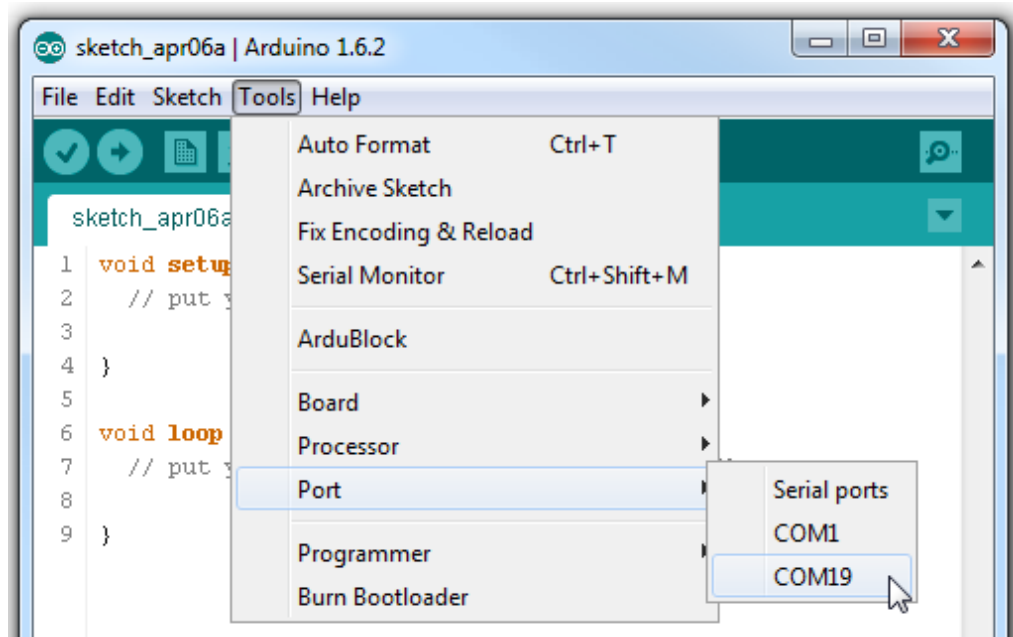 sketch_apr06a | Arduino 1.6.2
File Edit Sketch Tools Help
Auto Format Ctrl+T
Archive Sketch
sketch_apr06a
Fix Encoding & Reload
1 void setup
Serial Monitor Ctrl+Shift+M
2 // put
3
ArduBlock
4 }
5
Board
6 void loop
Processor
7 // put
Port
Serial ports
8
COM1
9 }
Programmer
COM19
Burn Bootloader